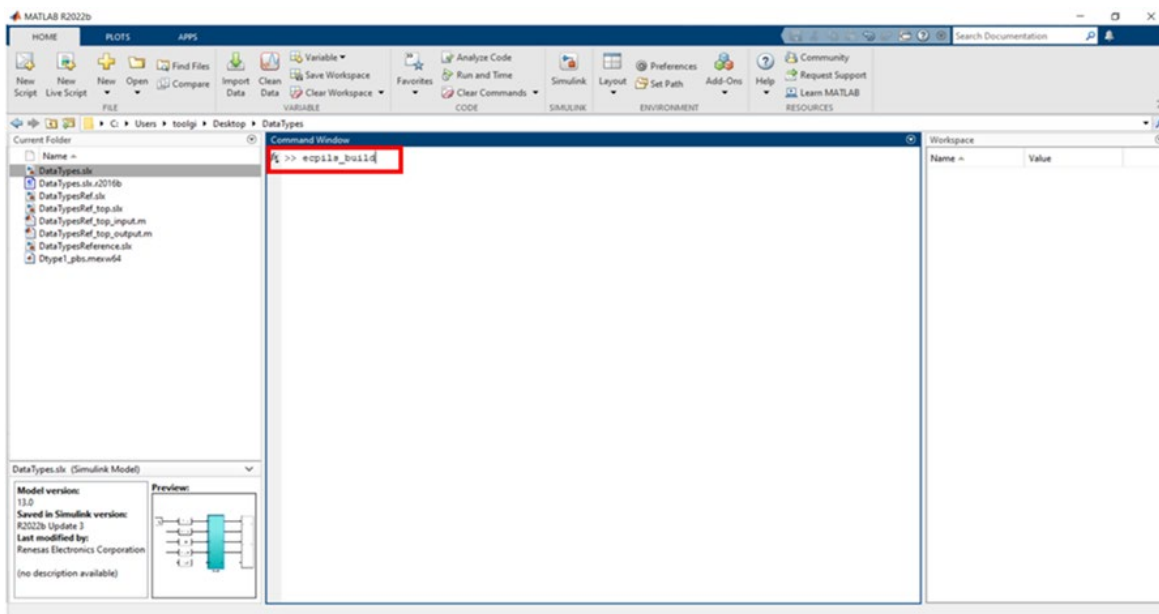 MATLAB R2022b
HOME PLOTS APPS
Search Documentation
New Script
New Live Script
New
Open
Find Files
Compare
Import Data
Clean Data
Variable
Save Workspace
Clear Workspace
Favorites
Analyze Code
Run and Time
Clear Commands
Simulink
Layout
Preferences
Set Path
Add-Ons
Help
Community
Request Support
Learn MATLAB
FILE VARIABLE CODE SIMULINK ENVIRONMENT RESOURCES
C: Users toolgi Desktop DataTypes
Current Folder
Name
DataTypes.slx
DataTypes.slx.r2016b
DataTypesRef.slx
DataTypesRef_top.slx
DataTypesRef_top_input.m
DataTypesRef_top_output.m
DataTypesReference.slx
Dtype1_pbs.mexw64
Command Window
fx >> ecpils_build
Workspace
Name Value
DataTypes.slx (Simulink Model)
Model version:
13.0
Saved in Simulink version:
R2022b Update 3
Last modified by:
Renesas Electronics Corporation
(no description available)
Preview: